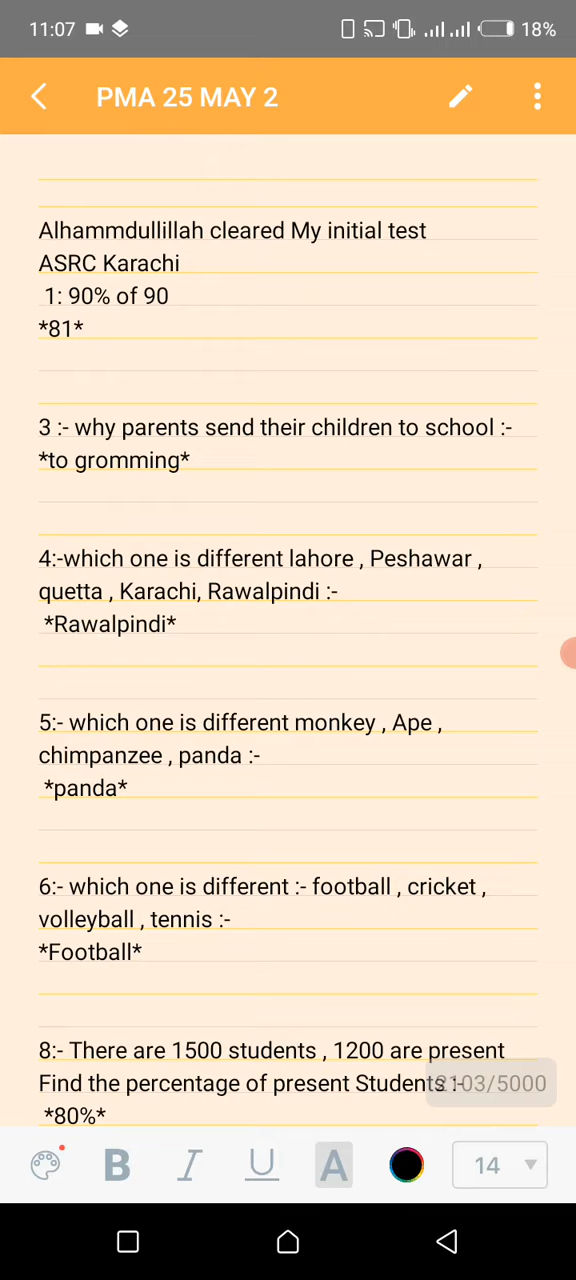 11:07
18%
PMA 25 MAY 2
Alhammdullillah cleared My initial test
ASRC Karachi
1: 90% of 90
*81*
3 :- why parents send their children to school :-
*to gromming*
4:-which one is different lahore , Peshawar ,
quetta , Karachi, Rawalpindi :-
*Rawalpindi*
5:- which one is different monkey , Ape ,
chimpanzee , panda :-
*panda*
6:- which one is different :- football , cricket ,
volleyball , tennis :-
*Football*
8:- There are 1500 students , 1200 are present
Find the percentage of present Students :-
2103/5000
*80%*
B I U A 14